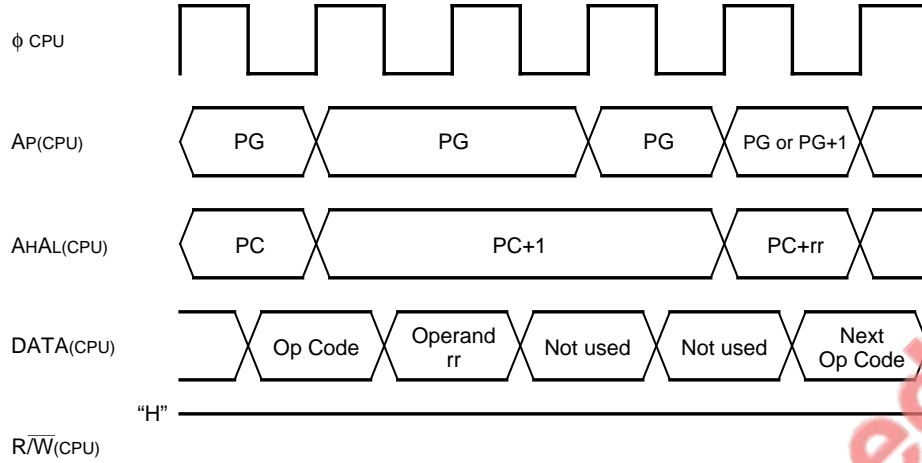 ϕ CPU
AP(CPU) PG PG PG PG or PG+1
AHAL(CPU) PC PC+1 PC+rr
DATA(CPU) Op Code Operand rr Not used Not used Next Op Code
“H”
R/W(CPU)